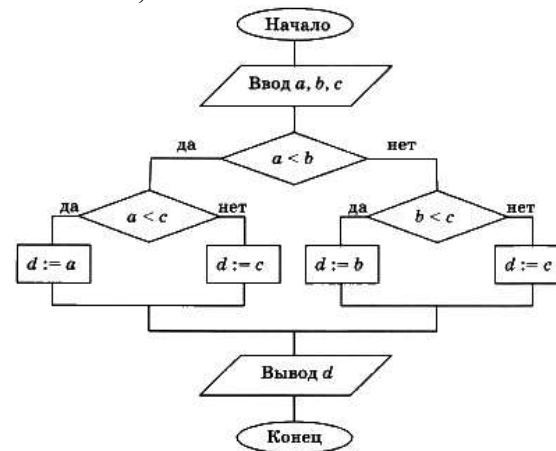 Начало
Ввод a, b, c
да
нет
a < b
да
a < c
нет
да
b < c
нет
d := a
d := c
d := b
d := c
Вывод d
Конец